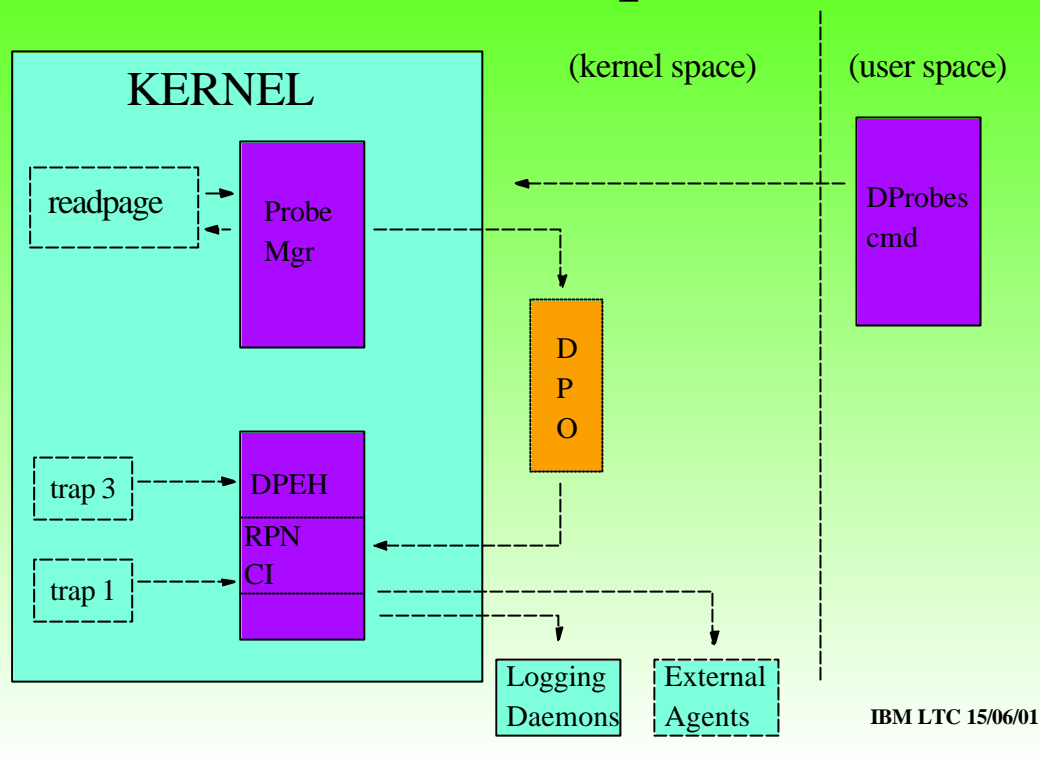 (kernel space)
(user space)
KERNEL
readpage
Probe
Mgr
DProbes
cmd
D
P
O
trap 3
DPEH
RPN
CI
trap 1
Logging
Daemons
External
Agents
IBM LTC 15/06/01